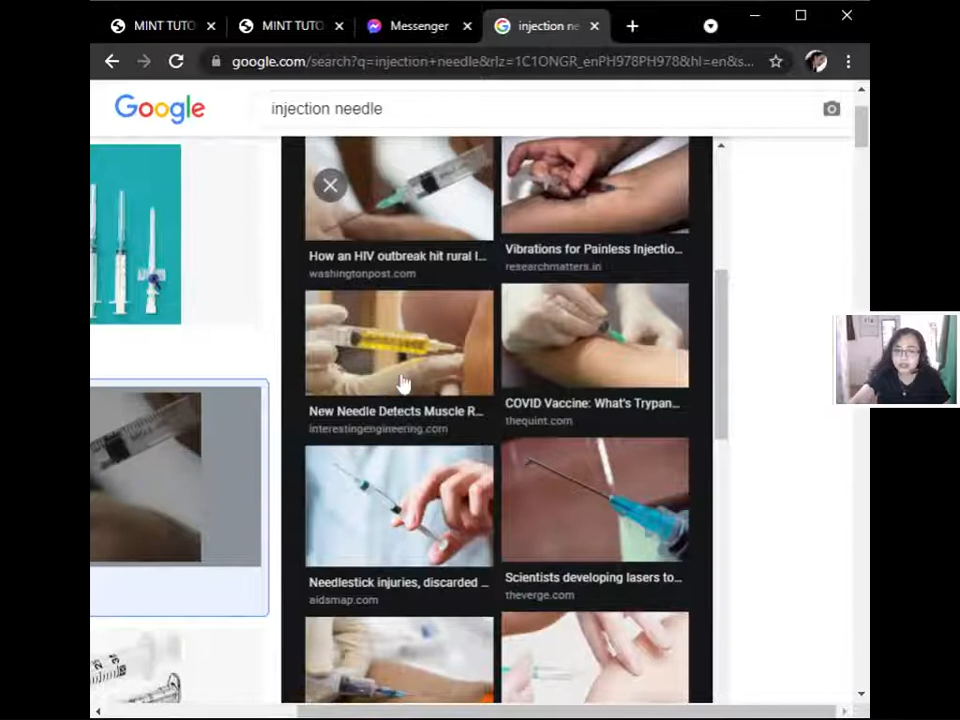 MINT TUTO
MINT TUTO
Messenger
injection ne
google.com/search?q=injection+needle&rlz=1C1ONGR_enPH978PH978&hl=en&s...
Google
injection needle
How an HIV outbreak hit rural I...
washingtonpost.com
Vibrations for Painless Injectio...
researchmatters.in
New Needle Detects Muscle R...
interestingengineering.com
COVID Vaccine: What's Trypan...
thequint.com
Needlestick injuries, discarded ...
aidsmap.com
Scientists developing lasers to...
theverge.com